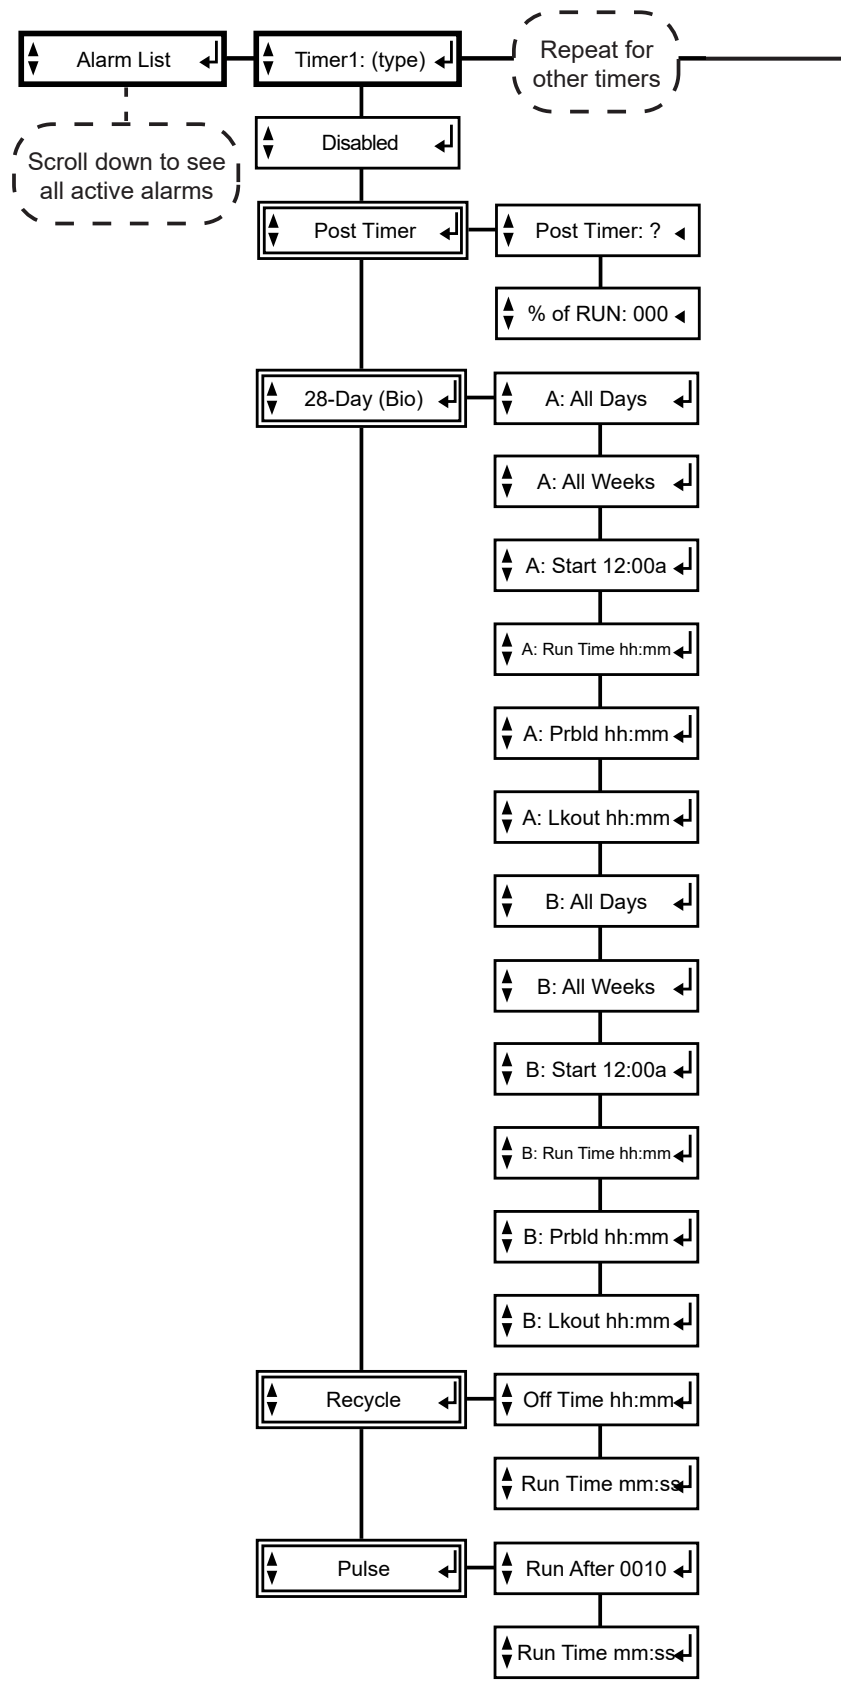 Alarm List
Timer1: (type)
Repeat for
other timers
Scroll down to see
all active alarms
Disabled
Post Timer
Post Timer: ?
% of RUN: 000
28-Day (Bio)
A: All Days
A: All Weeks
A: Start 12:00a
A: Run Time hh:mm
A: Prbld hh:mm
A: Lkout hh:mm
B: All Days
B: All Weeks
B: Start 12:00a
B: Run Time hh:mm
B: Prbld hh:mm
B: Lkout hh:mm
Recycle
Off Time hh:mm
Run Time mm:ss
Pulse
Run After 0010
Run Time mm:ss